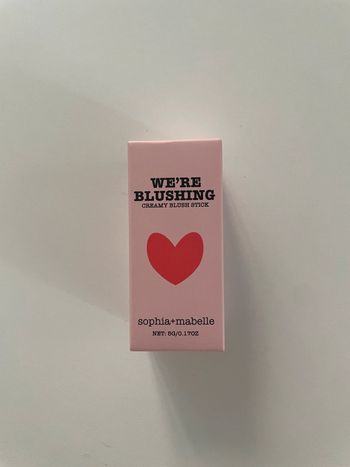 WE'RE
BLUSHING
CREAMY BLUSH STICK
sophia+mabelle
NET: 5G/0.17OZ